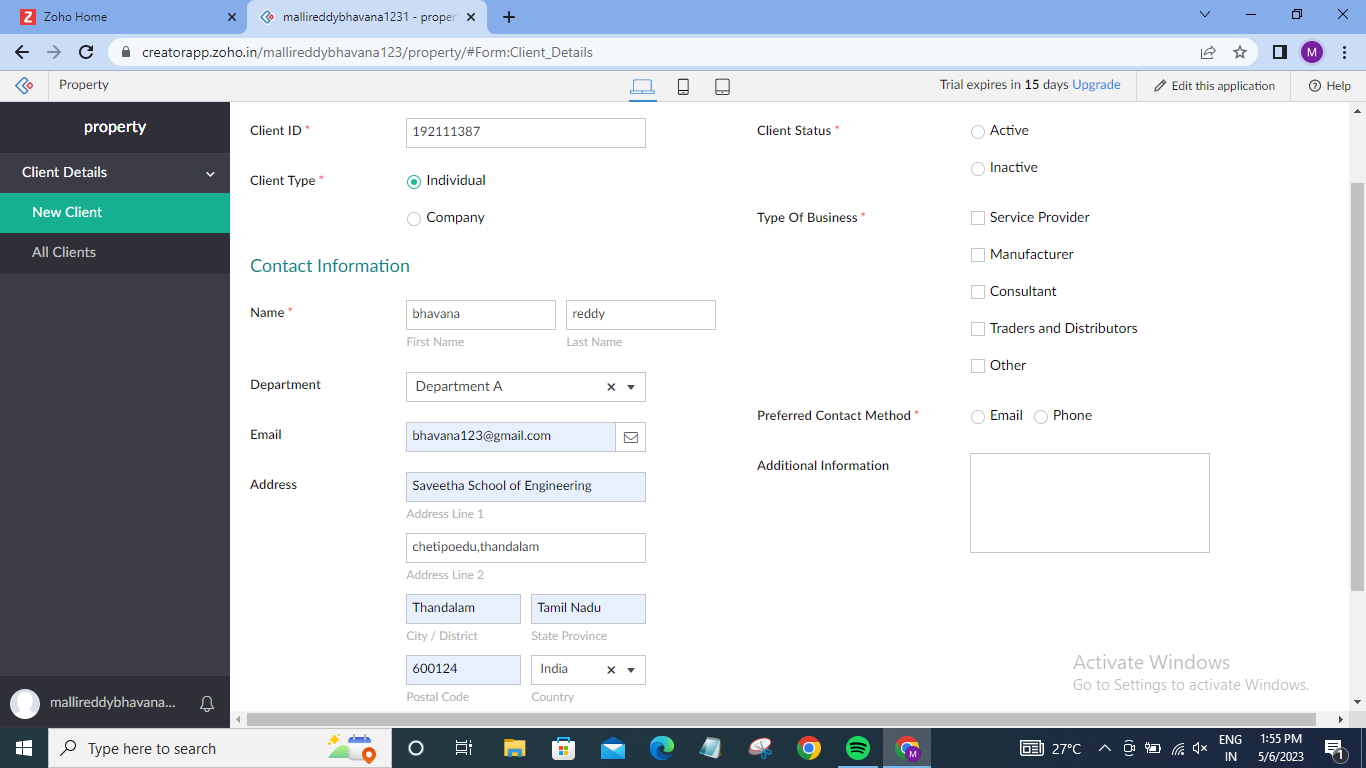 Zoho Home
mallireddybhavana1231 - proper
creatorapp.zoho.in/mallireddybhavana123/property/#Form:Client_Details
M
Property
Trial expires in 15 days Upgrade
Edit this application
Help
property
Client Details
New Client
All Clients
mallireddybhavana...
Client ID *
192111387
Client Type *
Individual
Company
Contact Information
Name *
bhavana
reddy
First Name
Last Name
Department
Department A
Email
bhavana123@gmail.com
Address
Saveetha School of Engineering
Address Line 1
chetipoedu,thandalam
Address Line 2
Thandalam
Tamil Nadu
City / District
State Province
600124
India
Postal Code
Country
Client Status *
Active
Inactive
Type Of Business *
Service Provider
Manufacturer
Consultant
Traders and Distributors
Other
Preferred Contact Method *
Email
Phone
Additional Information
Activate Windows
Go to Settings to activate Windows.
Type here to search
M
27°C
ENG
IN
1:55 PM
5/6/2023
1